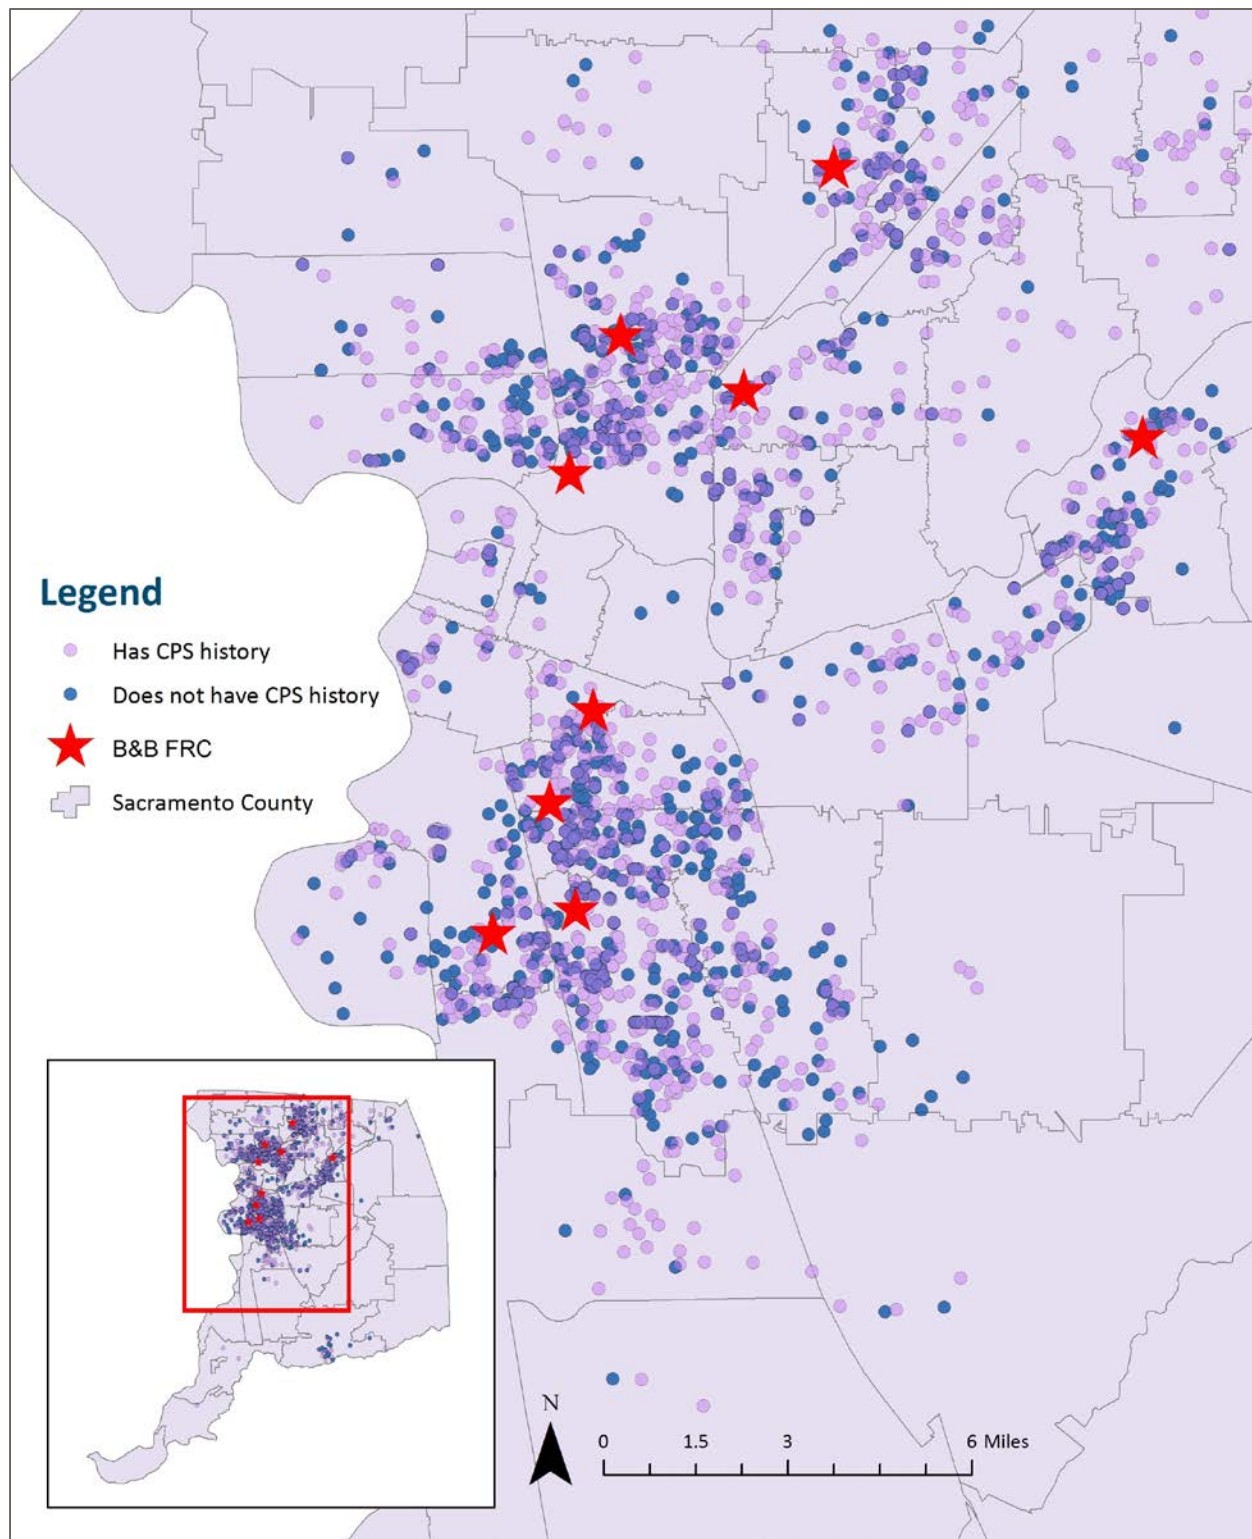 Legend
Has CPS history
Does not have CPS history
B&B FRC
Sacramento County
N
0 1.5 3 6 Miles